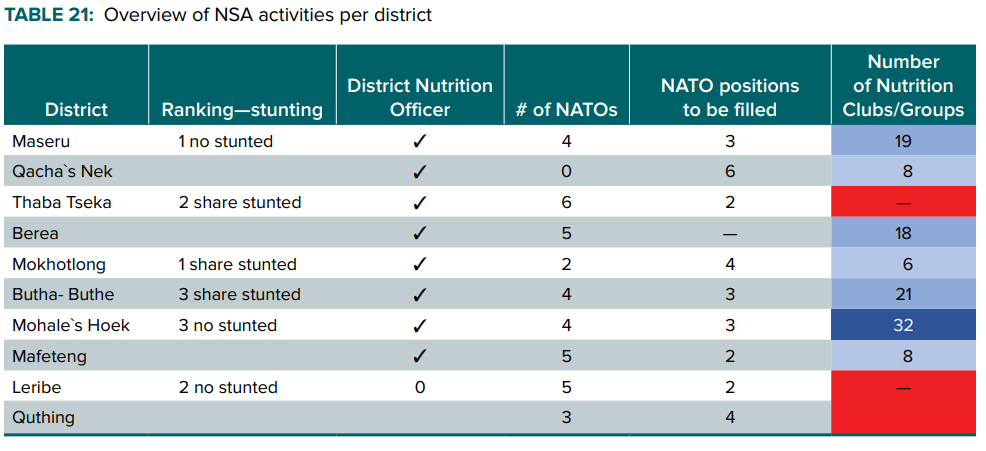 TABLE 21: Overview of NSA activities per district
District Ranking—stunting District Nutrition Officer # of NATOs NATO positions to be filled Number of Nutrition Clubs/Groups
Maseru 1 no stunted ✓ 4 3 19
Qacha`s Nek ✓ 0 6 8
Thaba Tseka 2 share stunted ✓ 6 2 —
Berea ✓ 5 — 18
Mokhotlong 1 share stunted ✓ 2 4 6
Butha- Buthe 3 share stunted ✓ 4 3 21
Mohale`s Hoek 3 no stunted ✓ 4 3 32
Mafeteng ✓ 5 2 8
Leribe 2 no stunted 0 5 2 —
Quthing 3 4